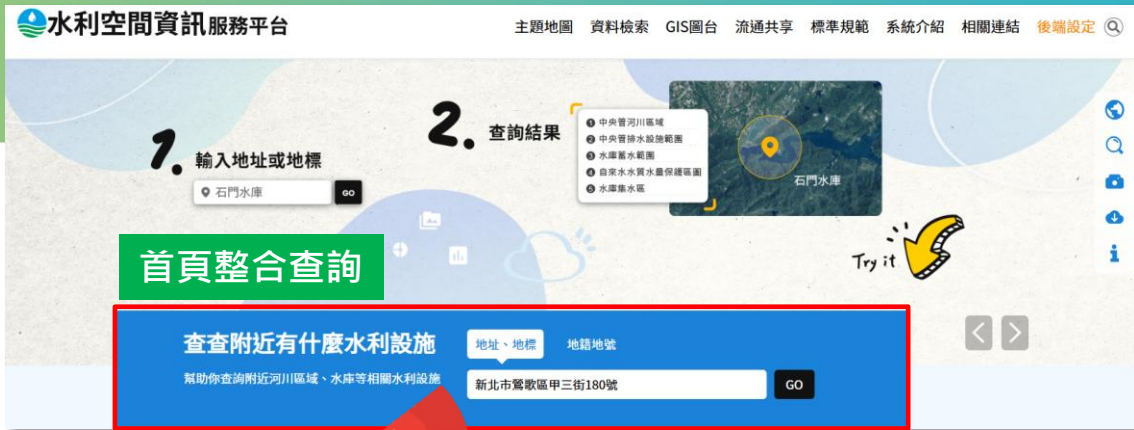 水利空間資訊服務平台
主題地圖 資料檢索 GIS圖台 流通共享 標準規範 系統介紹 相關連結 後端設定
1. 輸入地址或地標
石門水庫 GO
2. 查詢結果
❶ 中央管河川區域
❷ 中央管排水設施範圍
❸ 水庫蓄水範圍
❹ 自來水水質水量保護區圖
❺ 水庫集水區
石門水庫
Try it
首頁整合查詢
查查附近有什麼水利設施
幫助你查詢附近河川區域、水庫等相關水利設施
地址、地標 地籍地號
新北市鶯歌區甲三街180號 GO